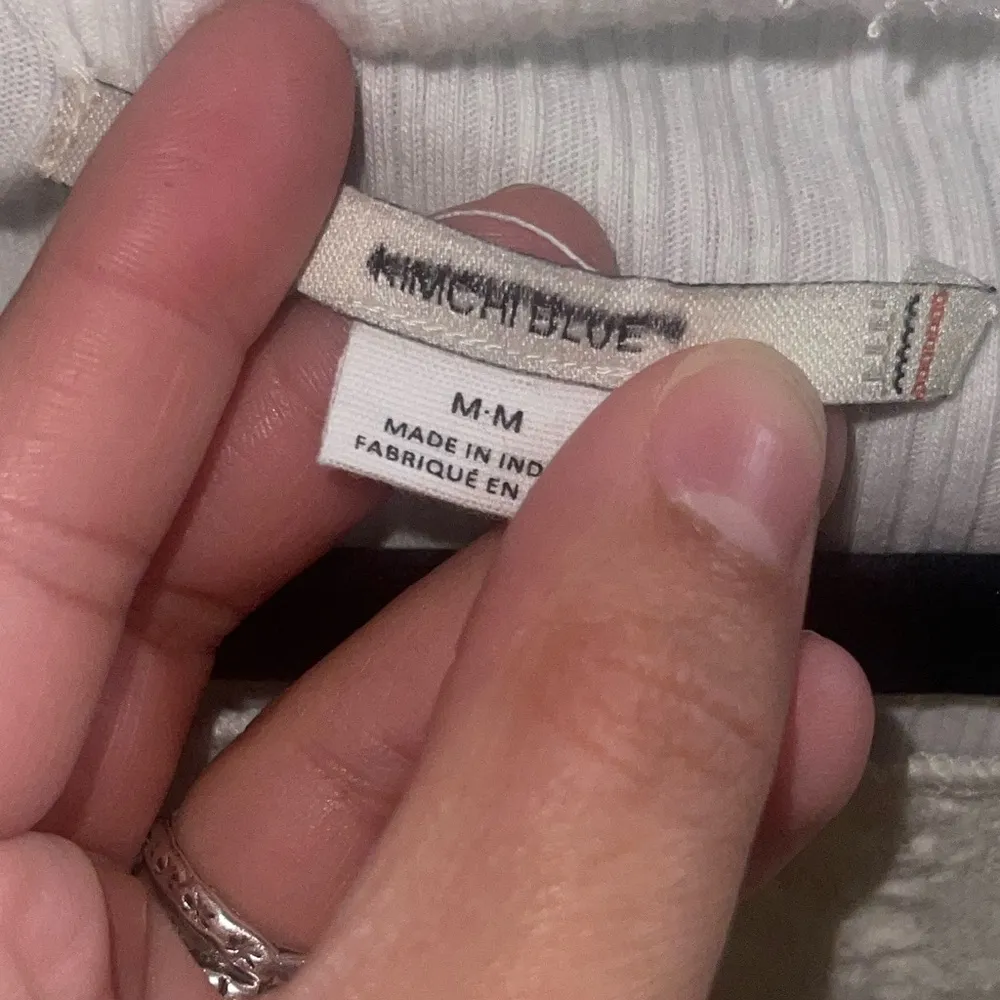 KIMCHI BLUE
M·M
MADE IN IND
FABRIQUÉ EN